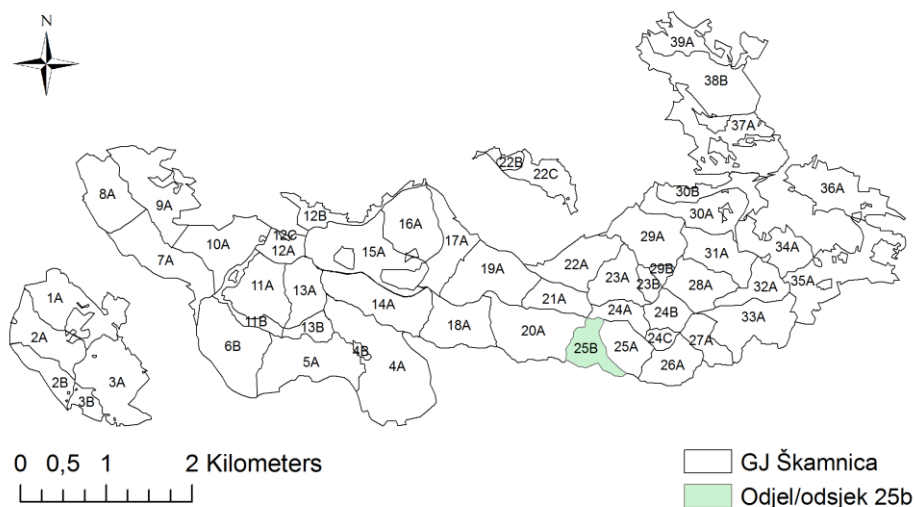 N
39A
38B
37A
22B
22C
8A
9A
36A
30B
12B
30A
16A
12C
10A
29A
17A
12A
15A
31A
34A
7A
22A
19A
29B
23A
11A
13A
23B
28A
32A
35A
1A
21A
14A
24A
24B
33A
11B
13B
18A
20A
2A
6B
24C
27A
25B
25A
4B
5A
4A
26A
2B
3A
3B
0 0,5 1 2 Kilometers
GJ Škamnica
Odjel/odsjek 25b